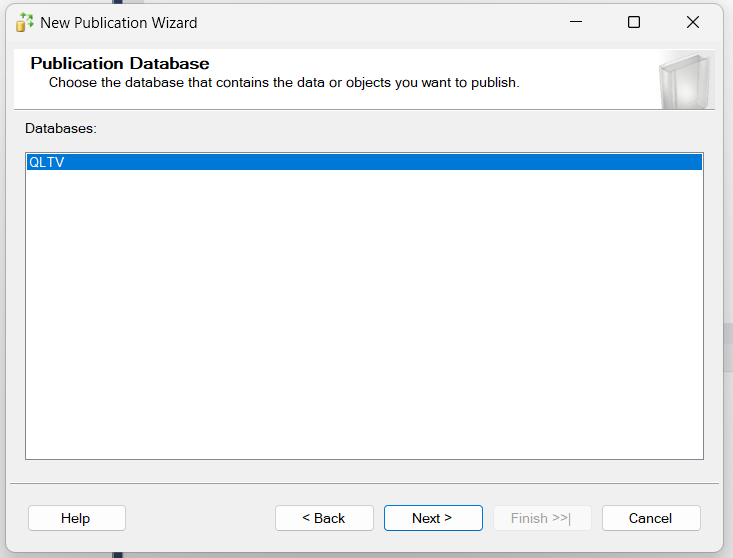 New Publication Wizard
Publication Database
Choose the database that contains the data or objects you want to publish.
Databases:
QLTV
Help
< Back
Next >
Finish >>|
Cancel